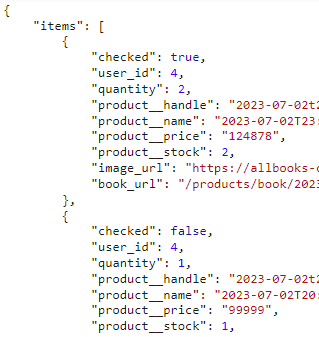 {
"items": [
{
"checked": true,
"user_id": 4,
"quantity": 2,
"product__handle": "2023-07-02t2
"product__name": "2023-07-02T23:
"product__price": "124878",
"product__stock": 2,
"image_url": "https://allbooks-
"book_url": "/products/book/2023
},
{
"checked": false,
"user_id": 4,
"quantity": 1,
"product__handle": "2023-07-02t2
"product__name": "2023-07-02T20:
"product__price": "99999",
"product__stock": 1,